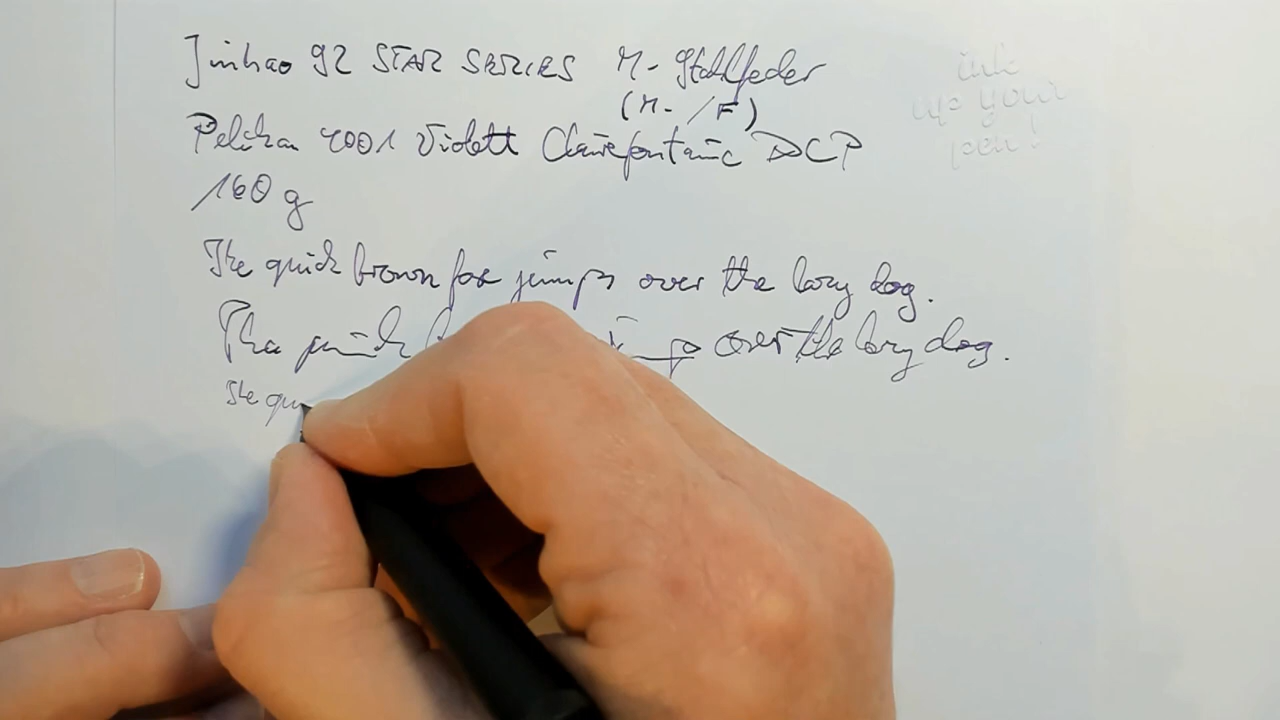 Jinhao 92 STAR SERIES M-Stahlfeder
(M-/F)
Pelikan 4001 Violett Clairefontaine DCP
160 g
The quick brown fox jumps over the lazy dog.
The quick over the lazy dog.
The qui
ink
up your
pen!